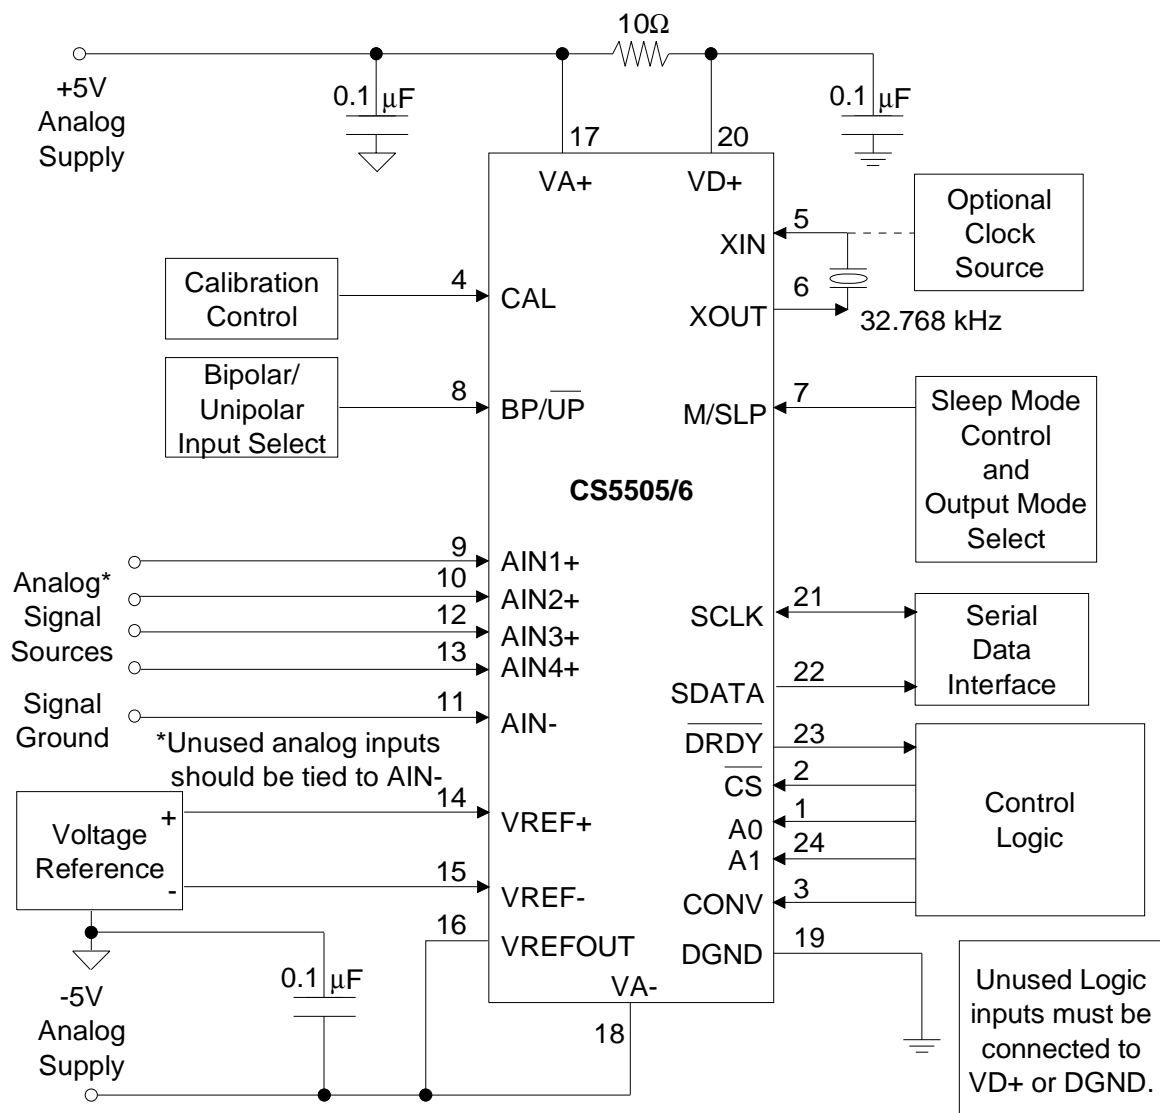 10Ω
+5V
Analog
Supply
0.1 µF
0.1 µF
17
20
VA+
VD+
Optional
Clock
Source
5
XIN
6
XOUT
32.768 kHz
Calibration
Control
4
CAL
Bipolar/
Unipolar
Input Select
8
BP/UP
7
M/SLP
Sleep Mode
Control
and
Output Mode
Select
CS5505/6
Analog*
Signal
Sources
9
AIN1+
10
AIN2+
12
AIN3+
13
AIN4+
Signal
Ground
11
AIN-
*Unused analog inputs
should be tied to AIN-
21
SCLK
22
SDATA
Serial
Data
Interface
23
DRDY
2
CS
1
A0
24
A1
3
CONV
Control
Logic
Voltage
Reference
+
-
14
VREF+
15
VREF-
16
VREFOUT
19
DGND
0.1 µF
VA-
18
-5V
Analog
Supply
Unused Logic
inputs must be
connected to
VD+ or DGND.